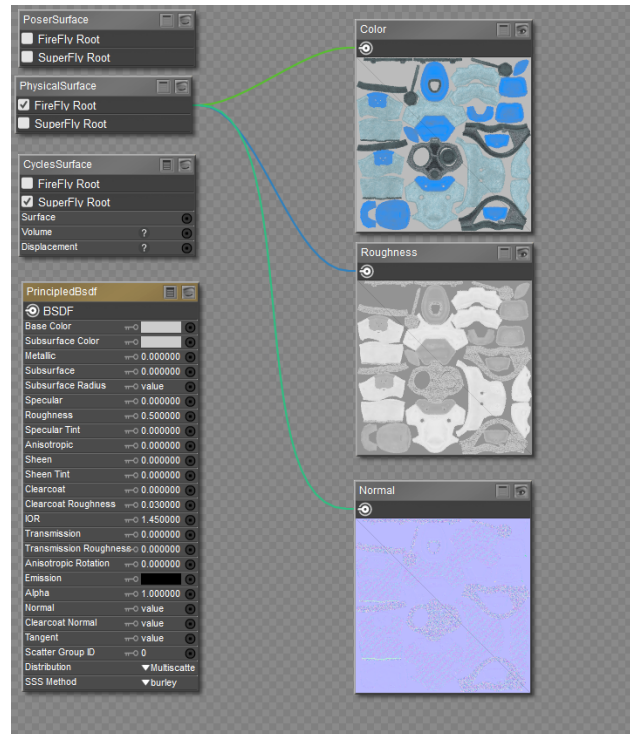 PoserSurface
FireFly Root
SuperFly Root
PhysicalSurface
FireFly Root
SuperFly Root
CyclesSurface
FireFly Root
SuperFly Root
Surface
Volume ?
Displacement ?
PrincipledBsdf
BSDF
Base Color
Subsurface Color
Metallic 0.000000
Subsurface 0.000000
Subsurface Radius value
Specular 0.000000
Roughness 0.500000
Specular Tint 0.000000
Anisotropic 0.000000
Sheen 0.000000
Sheen Tint 0.000000
Clearcoat 0.000000
Clearcoat Roughness 0.030000
IOR 1.450000
Transmission 0.000000
Transmission Roughness 0.000000
Anisotropic Rotation 0.000000
Emission
Alpha 1.000000
Normal value
Clearcoat Normal value
Tangent value
Scatter Group ID 0
Distribution ▼Multiscatte
SSS Method ▼burley
Color
Roughness
Normal